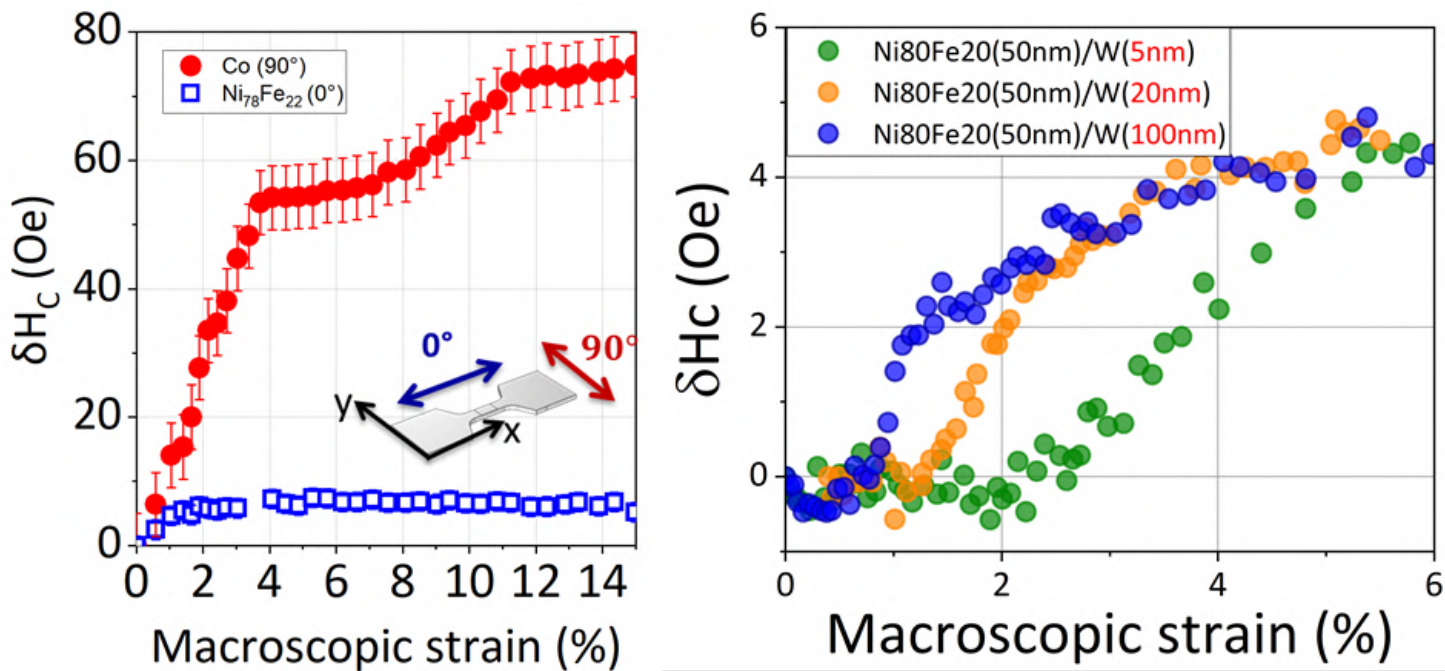 80
60
40
20
0
δH_C (Oe)
Co (90°)
Ni₇₈Fe₂₂ (0°)
0°
90°
y
x
0 2 4 6 8 10 12 14
Macroscopic strain (%)
6
4
2
0
δHc (Oe)
Ni80Fe20(50nm)/W(5nm)
Ni80Fe20(50nm)/W(20nm)
Ni80Fe20(50nm)/W(100nm)
0 2 4 6
Macroscopic strain (%)